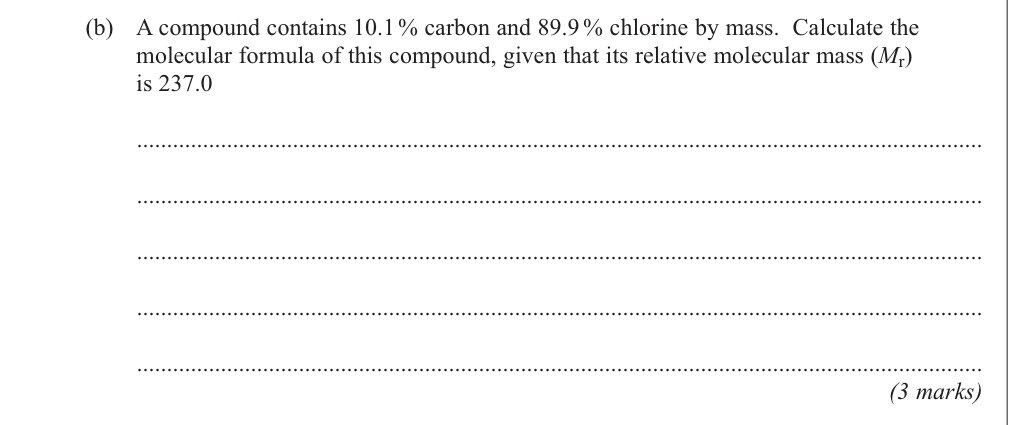 (b) A compound contains 10.1% carbon and 89.9% chlorine by mass. Calculate the
molecular formula of this compound, given that its relative molecular mass (Mr)
is 237.0
....................................................................................................
....................................................................................................
....................................................................................................
....................................................................................................
....................................................................................................
(3 marks)